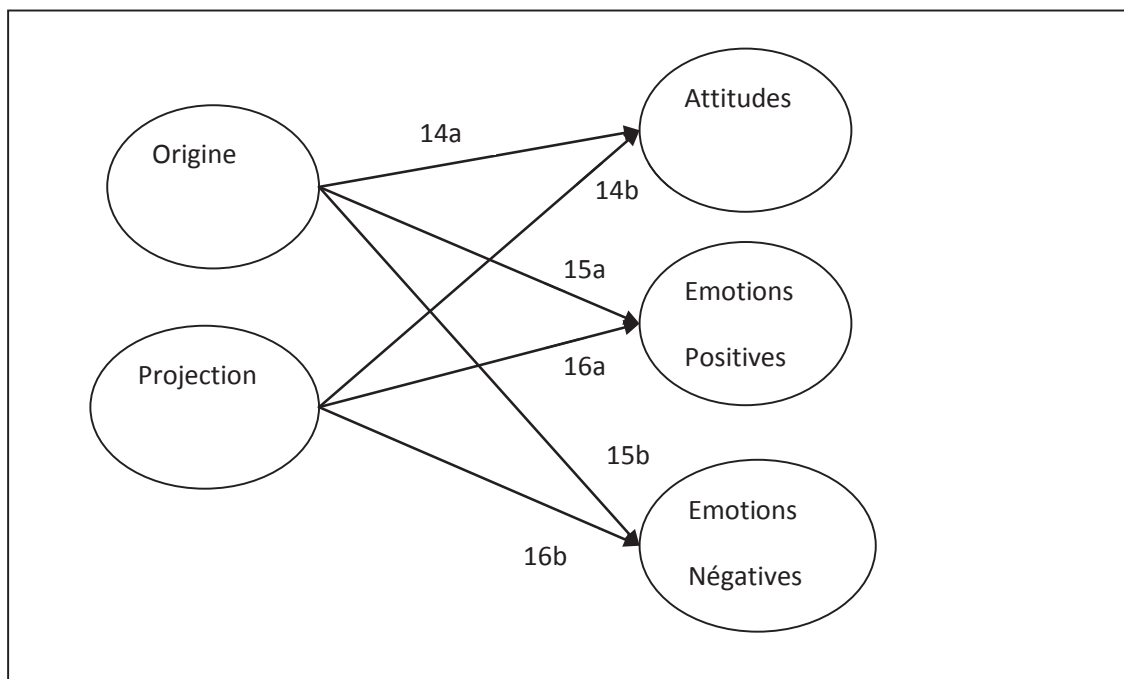 Attitudes
14a
Origine
14b
15a
Emotions
Positives
16a
Projection
15b
Emotions
16b
Négatives